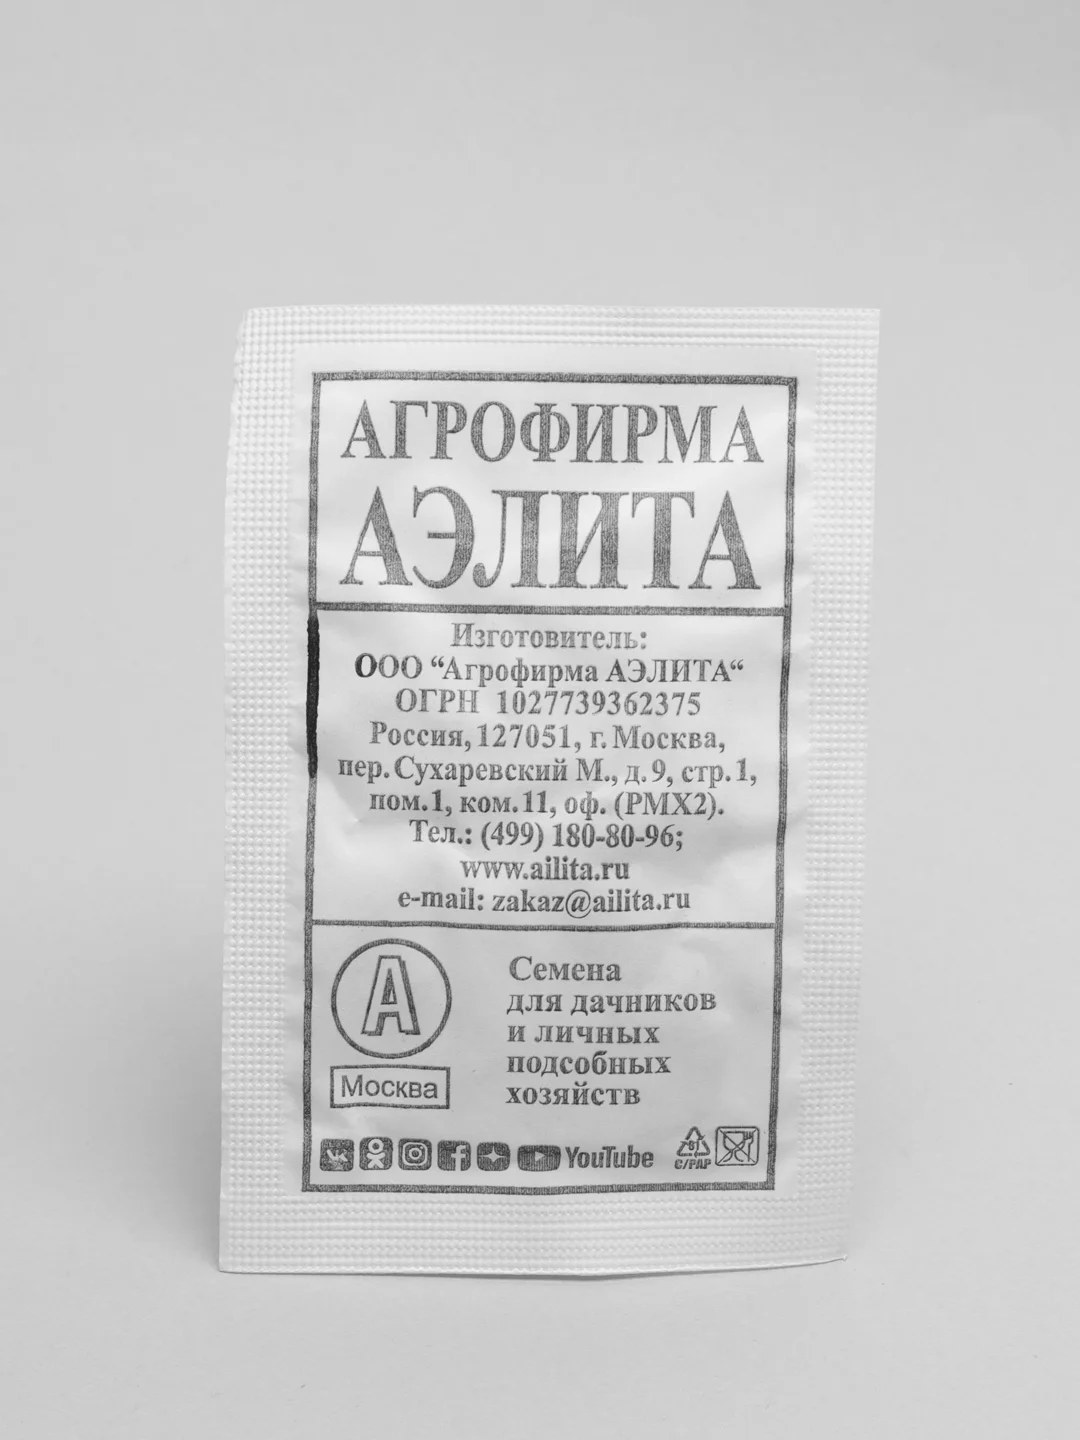 АГРОФИРМА
АЭЛИТА
Изготовитель:
ООО “Агрофирма АЭЛИТА“
ОГРН 1027739362375
Россия, 127051, г. Москва,
пер. Сухаревский М., д. 9, стр. 1,
пом. 1, ком. 11, оф. (РМХ2).
Тел.: (499) 180-80-96;
www.ailita.ru
e-mail: zakaz@ailita.ru
А
Москва
Семена
для дачников
и личных
подсобных
хозяйств
YouTube
81
C/PAP